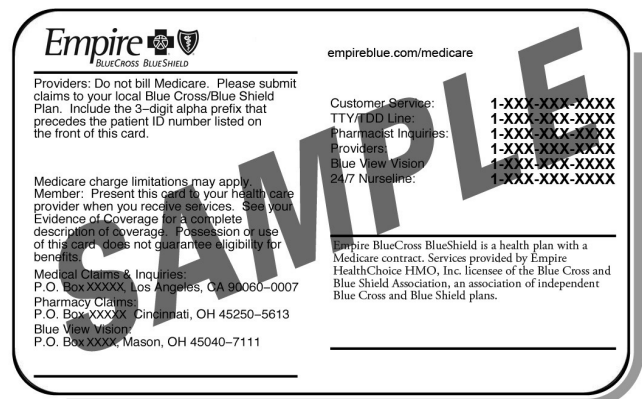 Empire
BLUECROSS BLUESHIELD
Providers: Do not bill Medicare. Please submit
claims to your local Blue Cross/Blue Shield
Plan. Include the 3–digit alpha prefix that
precedes the patient ID number listed on
the front of this card.
Medicare charge limitations may apply.
Member: Present this card to your health care
provider when you receive services. See your
Evidence of Coverage for a complete
description of coverage. Possession or use
of this card does not guarantee eligibility for
benefits.
Medical Claims & Inquiries:
P.O. Box XXXXX, Los Angeles, CA 90060–0007
Pharmacy Claims:
P.O. Box XXXXX Cincinnati, OH 45250–5613
Blue View Vision:
P.O. Box XXXX, Mason, OH 45040–7111
empireblue.com/medicare
Customer Service: 1-XXX-XXX-XXXX
TTY/TDD Line: 1-XXX-XXX-XXXX
Pharmacist Inquiries: 1-XXX-XXX-XXXX
Providers: 1-XXX-XXX-XXXX
Blue View Vision 1-XXX-XXX-XXXX
24/7 Nurseline: 1-XXX-XXX-XXXX
Empire BlueCross BlueShield is a health plan with a
Medicare contract. Services provided by Empire
HealthChoice HMO, Inc. licensee of the Blue Cross and
Blue Shield Association, an association of independent
Blue Cross and Blue Shield plans.
SAMPLE